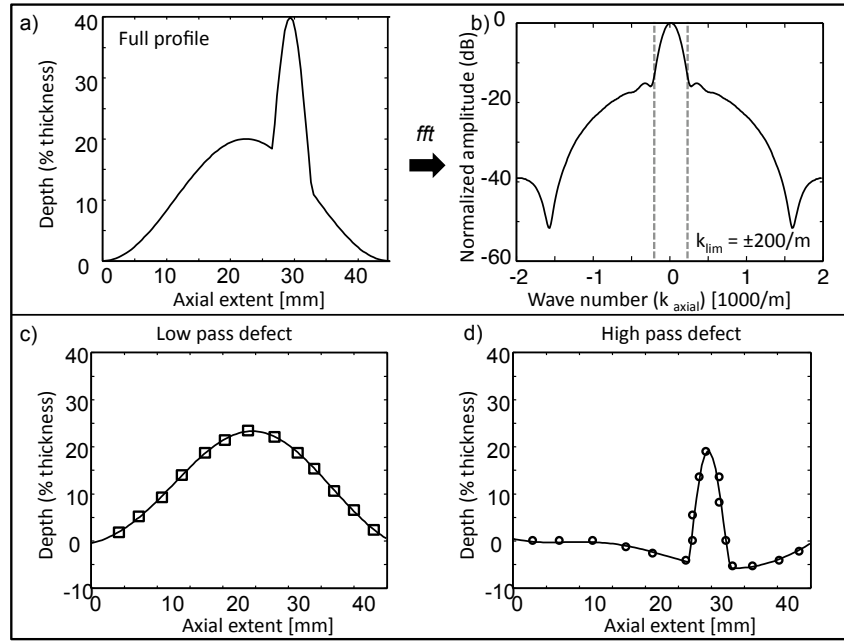 a)
Full profile
40
30
20
10
0
0 10 20 30 40
Depth (% thickness)
Axial extent [mm]
fft
b)
0
-20
-40
-60
-2 -1 0 1 2
Normalized amplitude (dB)
k lim = ±200/m
Wave number (k axial) [1000/m]
c)
Low pass defect
40
30
20
10
0
-10
0 10 20 30 40
Depth (% thickness)
Axial extent [mm]
d)
High pass defect
40
30
20
10
0
-10
0 10 20 30 40
Depth (% thickness)
Axial extent [mm]